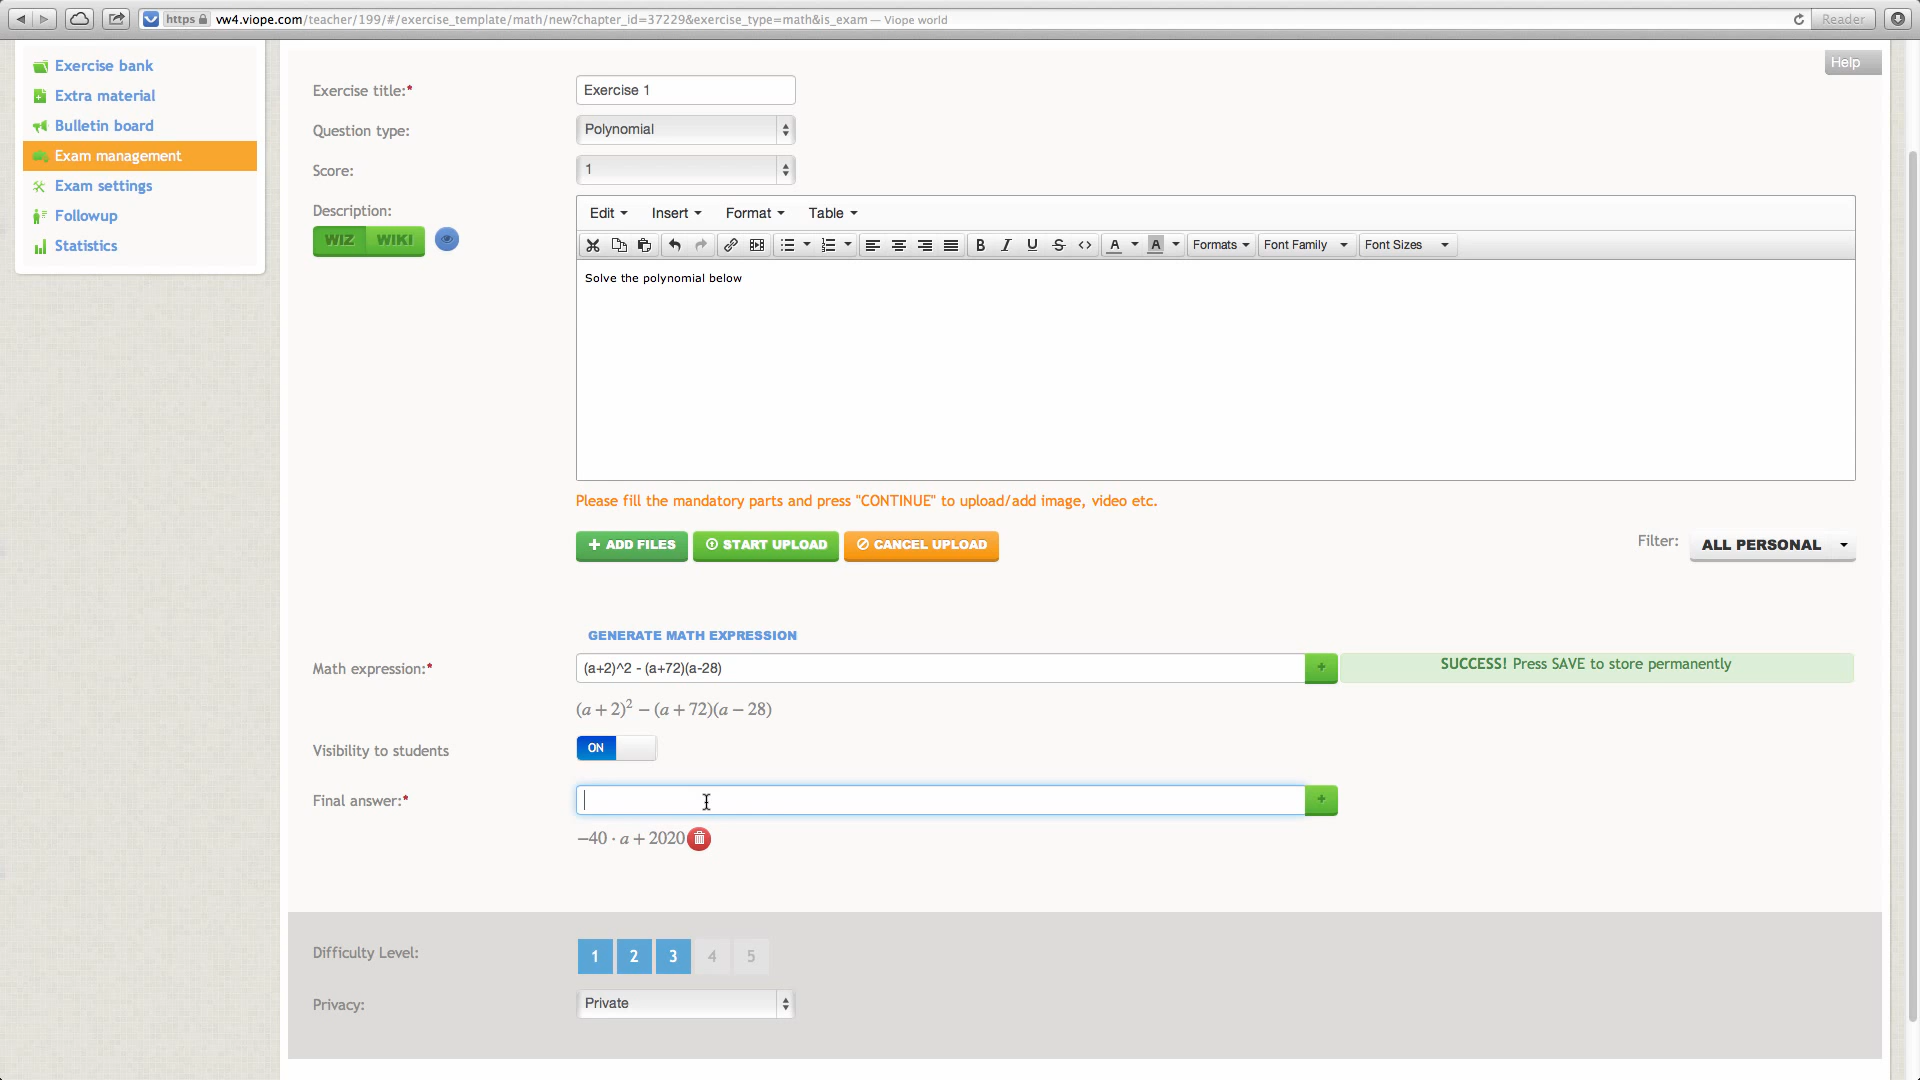 https vw4.viope.com/teacher/199/#/exercise_template/math/new?chapter_id=37229&exercise_type=math&is_exam — Viope world Reader
Exercise bank
Extra material
Bulletin board
Exam management
Exam settings
Followup
Statistics
Help
Exercise title:* Exercise 1
Question type: Polynomial
Score: 1
Description:
WIZ WIKI
Edit Insert Format Table
B I U S <> A A Formats Font Family Font Sizes
Solve the polynomial below
Please fill the mandatory parts and press "CONTINUE" to upload/add image, video etc.
+ ADD FILES START UPLOAD CANCEL UPLOAD Filter: ALL PERSONAL
GENERATE MATH EXPRESSION
Math expression:* (a+2)^2 - (a+72)(a-28) + SUCCESS! Press SAVE to store permanently
(a + 2)² − (a + 72)(a − 28)
Visibility to students ON
Final answer:* +
−40 · a + 2020
Difficulty Level: 1 2 3 4 5
Privacy: Private